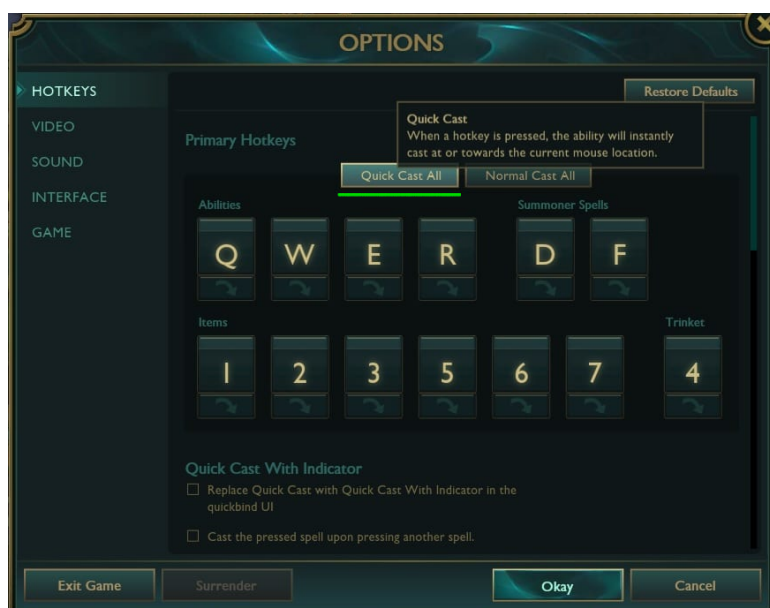 OPTIONS
HOTKEYS
VIDEO
SOUND
INTERFACE
GAME
Restore Defaults
Quick Cast
When a hotkey is pressed, the ability will instantly
cast at or towards the current mouse location.
Primary Hotkeys
Quick Cast All
Normal Cast All
Abilities
Summoner Spells
Q W E R D F
Items
Trinket
1 2 3 5 6 7 4
Quick Cast With Indicator
Replace Quick Cast with Quick Cast With Indicator in the
quickbind UI
Cast the pressed spell upon pressing another spell.
Exit Game
Surrender
Okay
Cancel